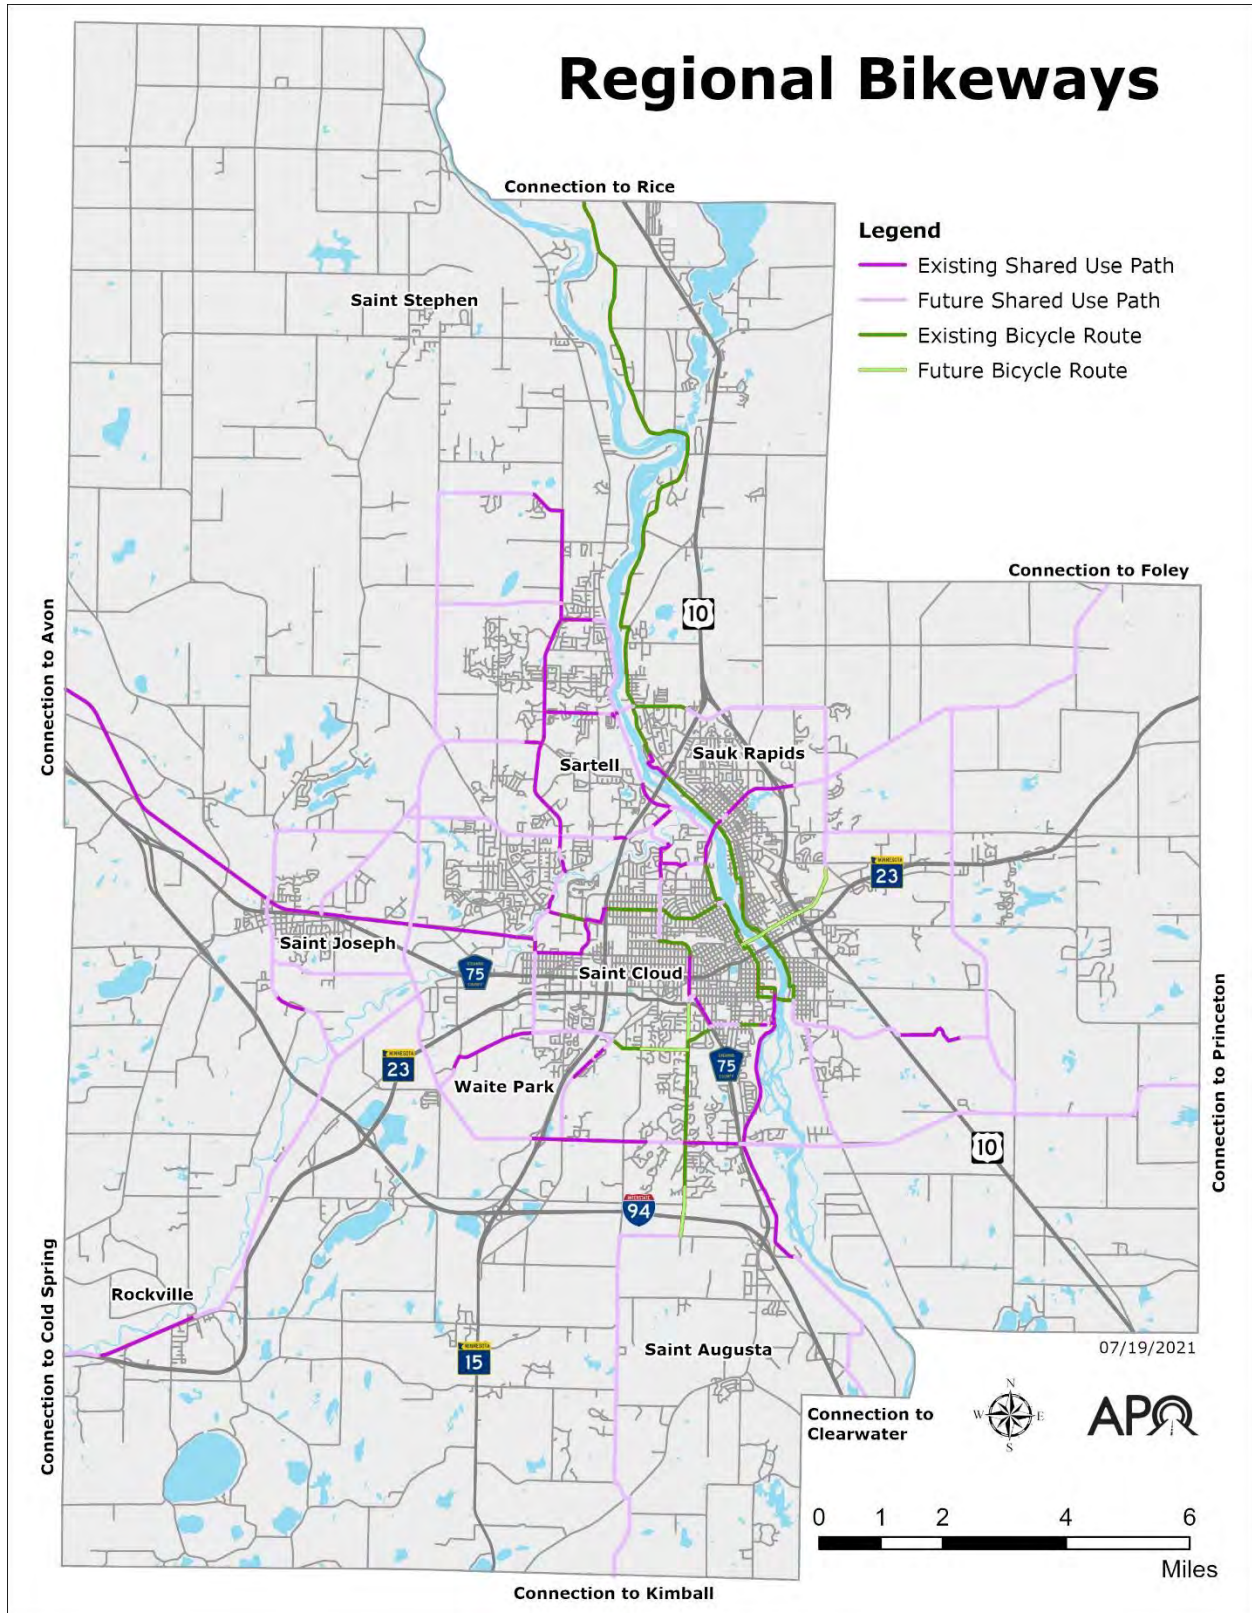 Regional Bikeways
Connection to Rice
Legend
Existing Shared Use Path
Future Shared Use Path
Existing Bicycle Route
Future Bicycle Route
Saint Stephen
Connection to Foley
10
Connection to Avon
Sauk Rapids
Sartell
MINNESOTA
23
Saint Joseph
75
Saint Cloud
Connection to Princeton
MINNESOTA
23
75
Waite Park
10
94
Connection to Cold Spring
Rockville
MINNESOTA
15
Saint Augusta
07/19/2021
Connection to
Clearwater
N
W
E
S
APO
0 1 2 4 6
Miles
Connection to Kimball